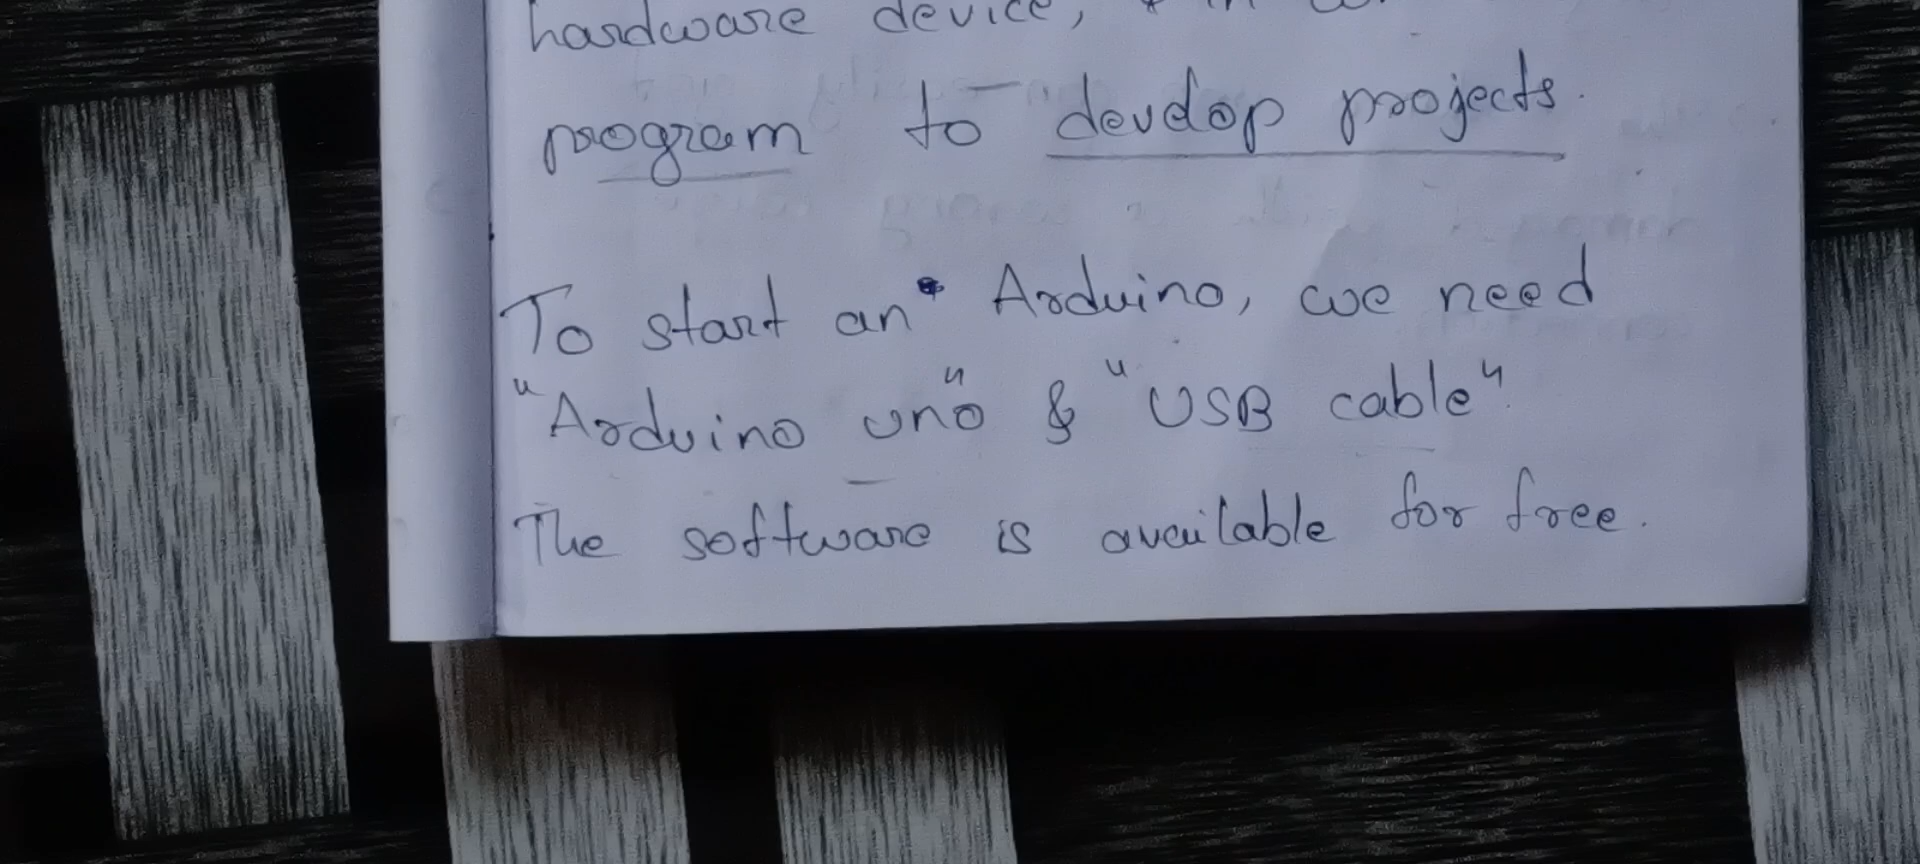 hardware device, & in
program to develop projects.
To start an Arduino, we need
"Arduino uno" & "USB cable"
The software is available for free.